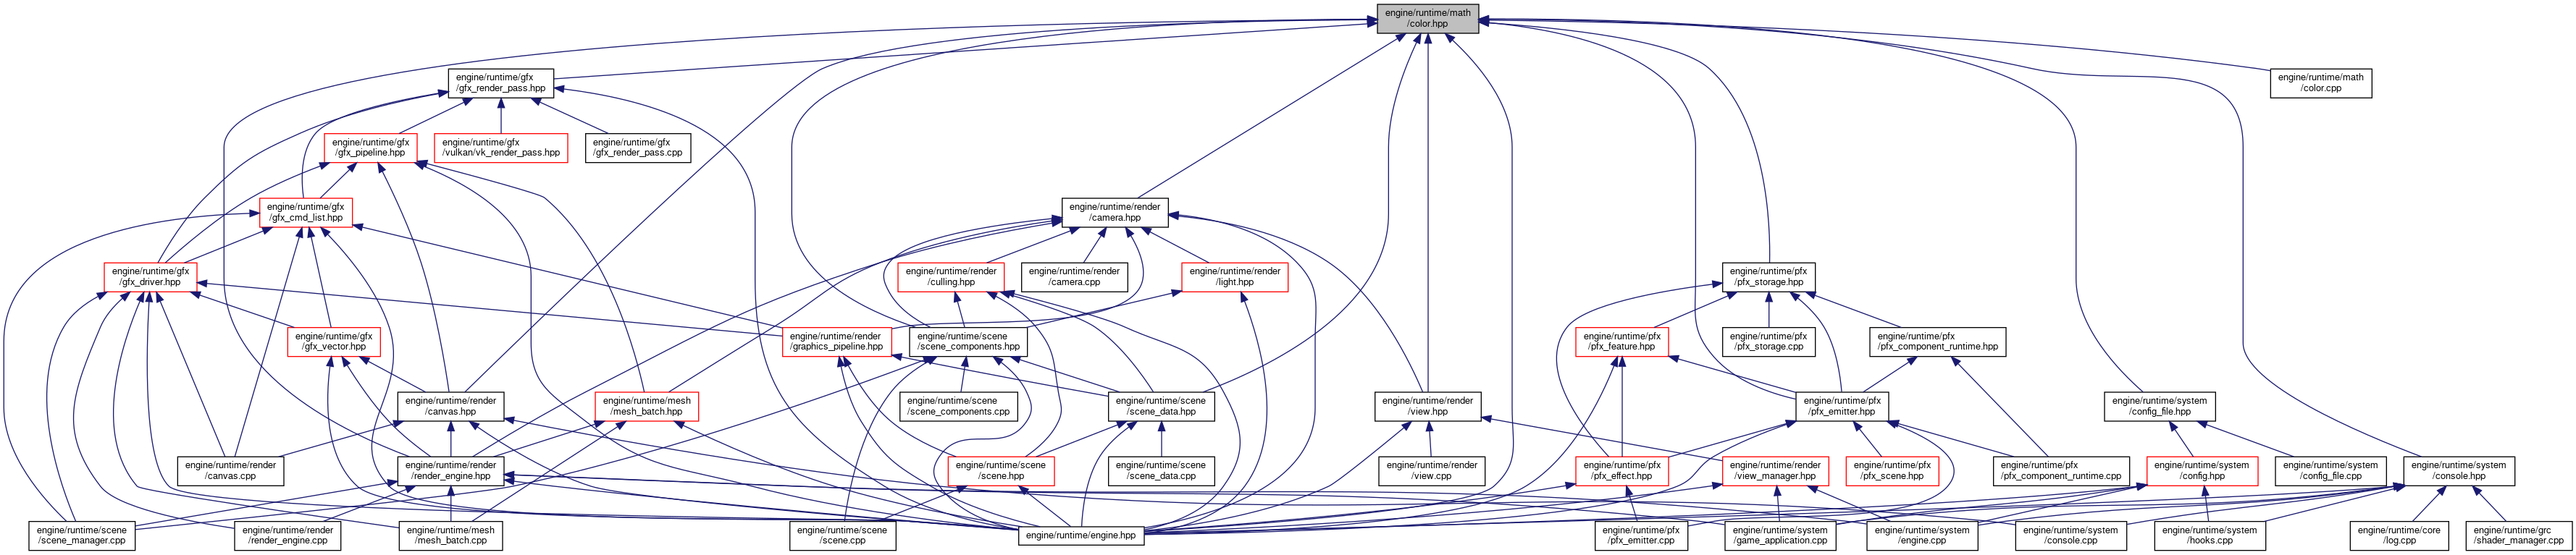 engine/runtime/math
/color.hpp
engine/runtime/gfx
/gfx_render_pass.hpp
engine/runtime/math
/color.cpp
engine/runtime/gfx
/gfx_pipeline.hpp
engine/runtime/gfx
/vulkan/vk_render_pass.hpp
engine/runtime/gfx
/gfx_render_pass.cpp
engine/runtime/gfx
/gfx_cmd_list.hpp
engine/runtime/render
/camera.hpp
engine/runtime/gfx
/gfx_driver.hpp
engine/runtime/render
/culling.hpp
engine/runtime/render
/camera.cpp
engine/runtime/render
/light.hpp
engine/runtime/pfx
/pfx_storage.hpp
engine/runtime/gfx
/gfx_vector.hpp
engine/runtime/render
/graphics_pipeline.hpp
engine/runtime/scene
/scene_components.hpp
engine/runtime/pfx
/pfx_feature.hpp
engine/runtime/pfx
/pfx_storage.cpp
engine/runtime/pfx
/pfx_component_runtime.hpp
engine/runtime/render
/canvas.hpp
engine/runtime/mesh
/mesh_batch.hpp
engine/runtime/scene
/scene_components.cpp
engine/runtime/scene
/scene_data.hpp
engine/runtime/render
/view.hpp
engine/runtime/pfx
/pfx_emitter.hpp
engine/runtime/system
/config_file.hpp
engine/runtime/render
/canvas.cpp
engine/runtime/render
/render_engine.hpp
engine/runtime/scene
/scene.hpp
engine/runtime/scene
/scene_data.cpp
engine/runtime/render
/view.cpp
engine/runtime/pfx
/pfx_effect.hpp
engine/runtime/render
/view_manager.hpp
engine/runtime/pfx
/pfx_scene.hpp
engine/runtime/pfx
/pfx_component_runtime.cpp
engine/runtime/system
/config.hpp
engine/runtime/system
/config_file.cpp
engine/runtime/system
/console.hpp
engine/runtime/scene
/scene_manager.cpp
engine/runtime/render
/render_engine.cpp
engine/runtime/mesh
/mesh_batch.cpp
engine/runtime/scene
/scene.cpp
engine/runtime/engine.hpp
engine/runtime/pfx
/pfx_emitter.cpp
engine/runtime/system
/game_application.cpp
engine/runtime/system
/engine.cpp
engine/runtime/system
/console.cpp
engine/runtime/system
/hooks.cpp
engine/runtime/core
/log.cpp
engine/runtime/grc
/shader_manager.cpp